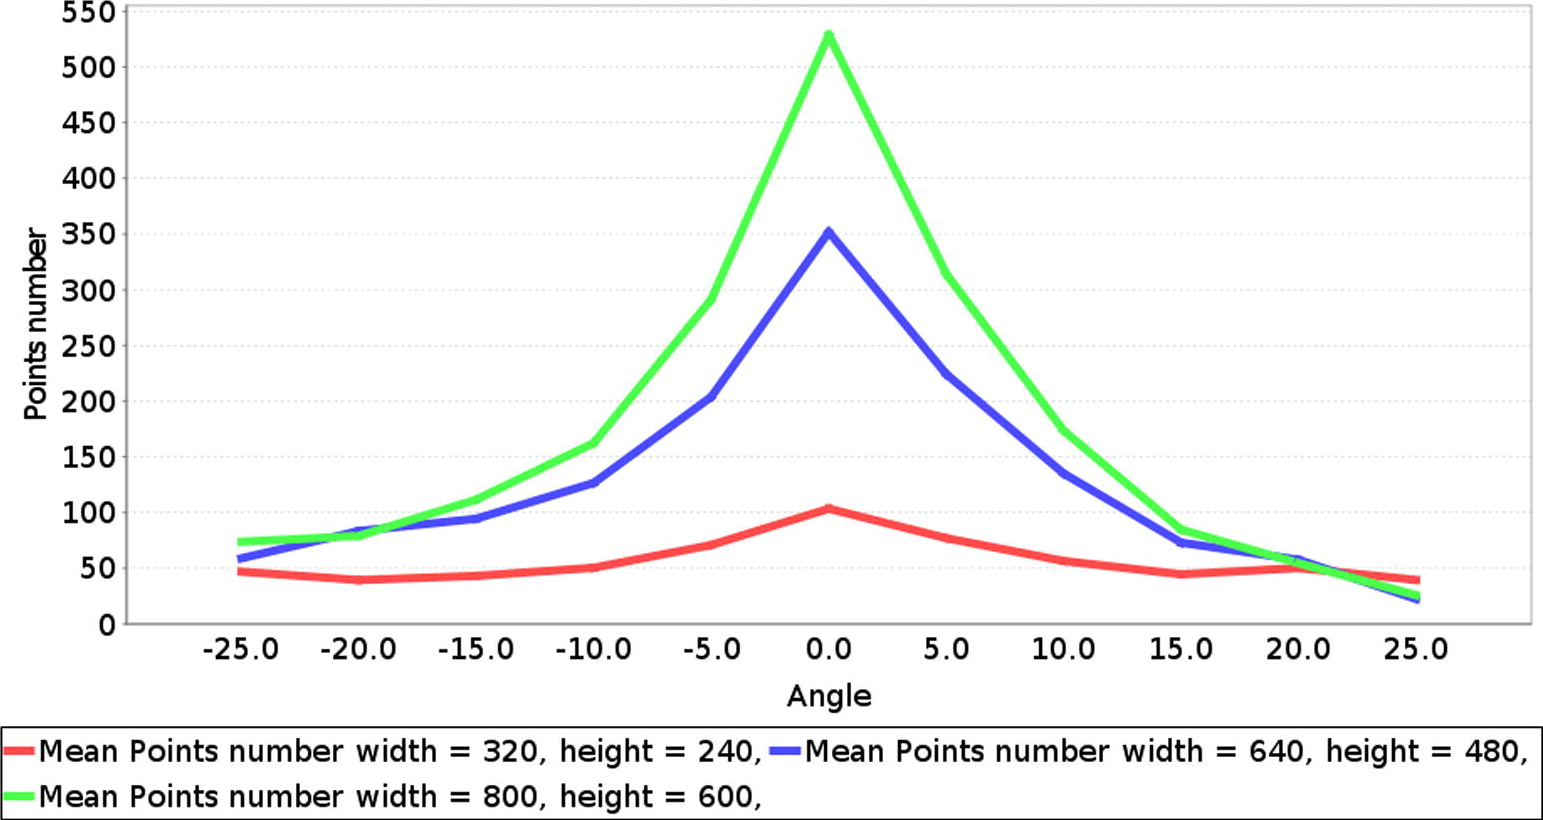 550
500
450
400
350
300
250
200
150
100
50
0
Points number
-25.0 -20.0 -15.0 -10.0 -5.0 0.0 5.0 10.0 15.0 20.0 25.0
Angle
Mean Points number width = 320, height = 240, Mean Points number width = 640, height = 480,
Mean Points number width = 800, height = 600,